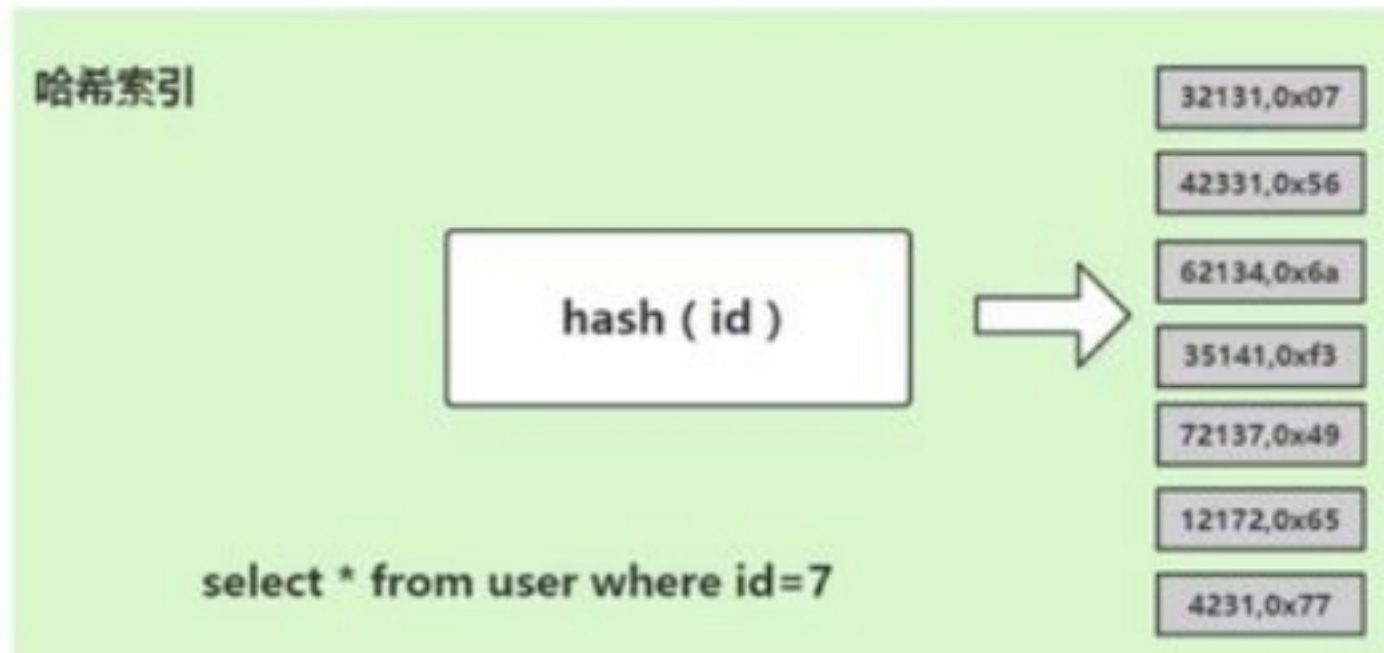 哈希索引
32131,0x07
42331,0x56
62134,0x6a
hash ( id )
35141,0xf3
72137,0x49
12172,0x65
select * from user where id=7
4231,0x77